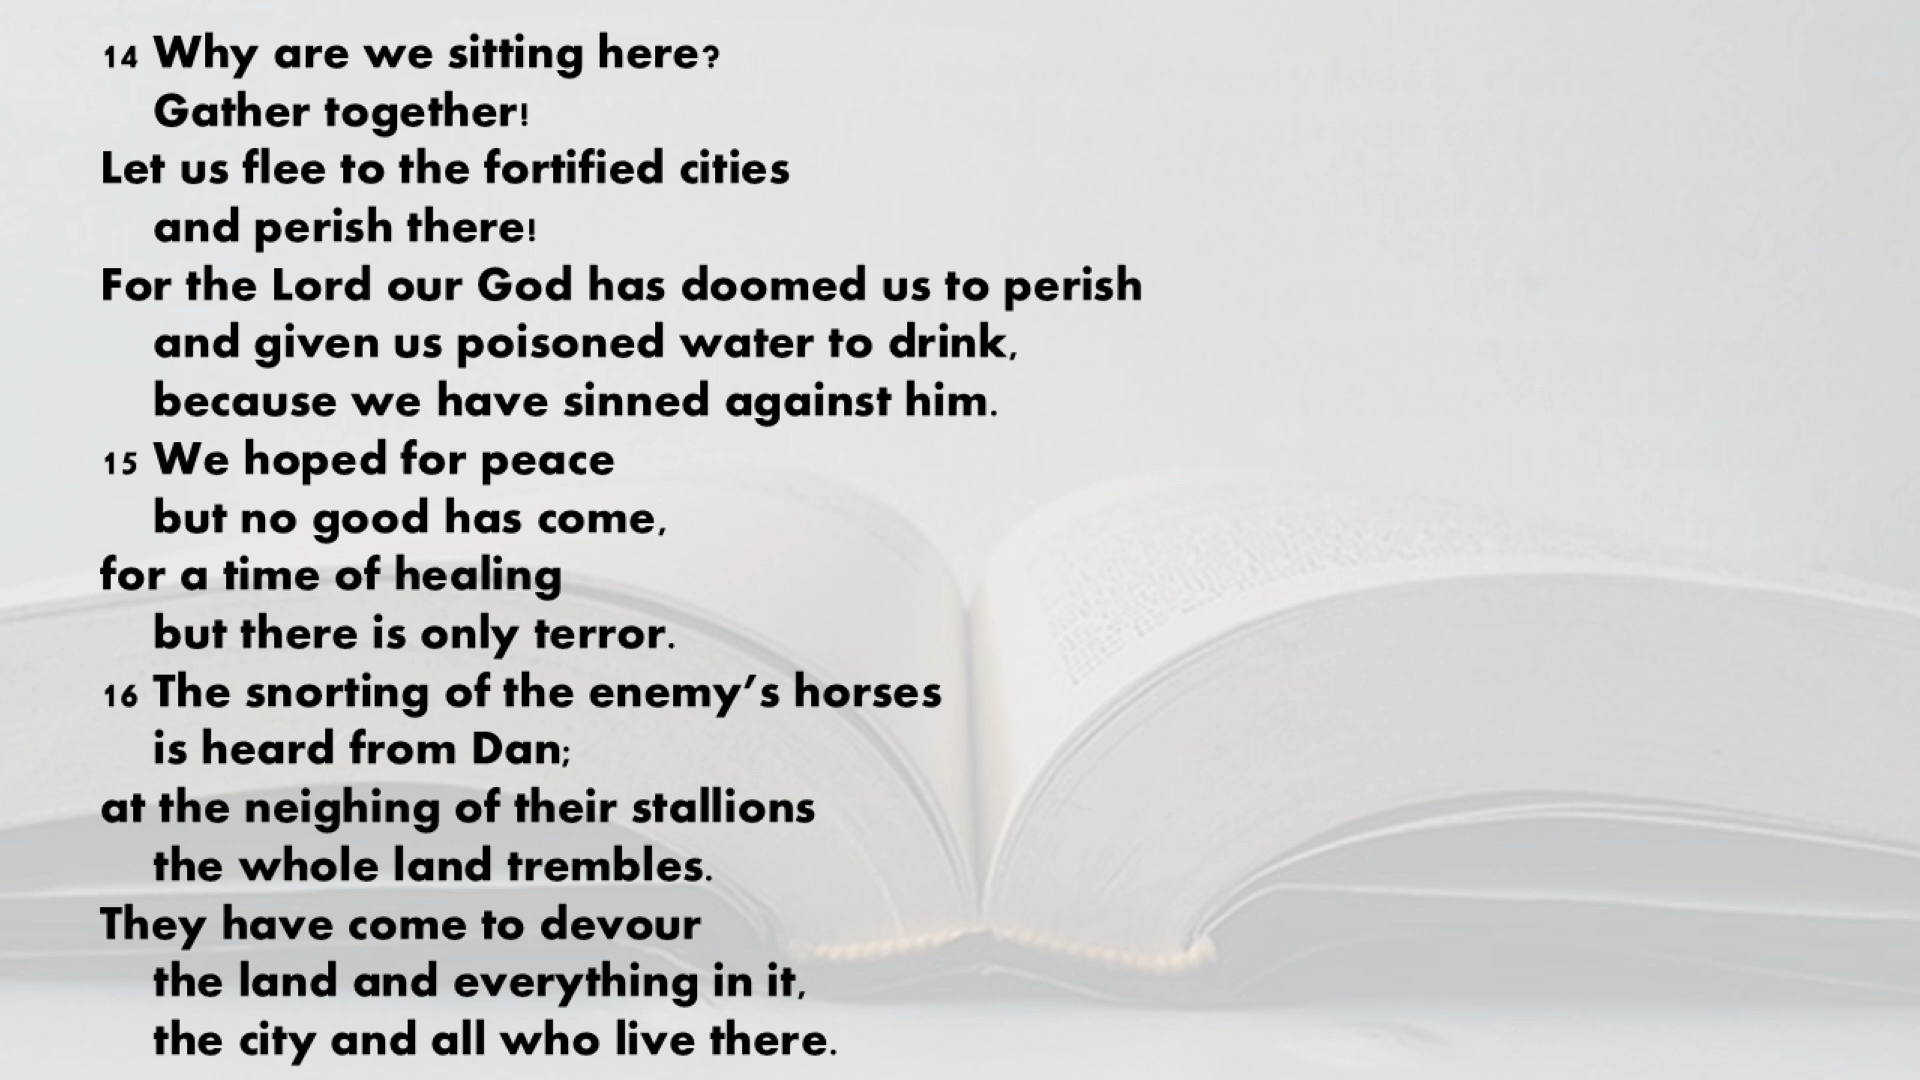 14 Why are we sitting here?
Gather together!
Let us flee to the fortified cities
and perish there!
For the Lord our God has doomed us to perish
and given us poisoned water to drink,
because we have sinned against him.
15 We hoped for peace
but no good has come,
for a time of healing
but there is only terror.
16 The snorting of the enemy’s horses
is heard from Dan;
at the neighing of their stallions
the whole land trembles.
They have come to devour
the land and everything in it,
the city and all who live there.